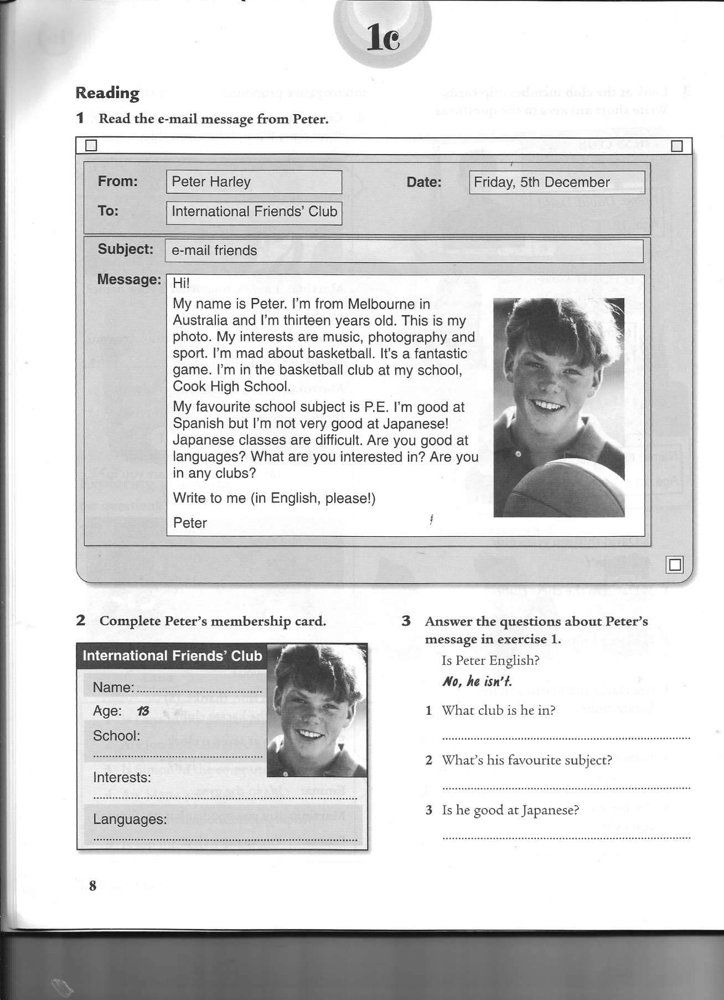 1c
Reading
1 Read the e-mail message from Peter.
From: Peter Harley
Date: Friday, 5th December
To: International Friends' Club
Subject: e-mail friends
Message: Hi!
My name is Peter. I'm from Melbourne in
Australia and I'm thirteen years old. This is my
photo. My interests are music, photography and
sport. I'm mad about basketball. It's a fantastic
game. I'm in the basketball club at my school,
Cook High School.
My favourite school subject is P.E. I'm good at
Spanish but I'm not very good at Japanese!
Japanese classes are difficult. Are you good at
languages? What are you interested in? Are you
in any clubs?
Write to me (in English, please!)
Peter
2 Complete Peter's membership card.
International Friends' Club
Name:
Age: 13
School:
Interests:
Languages:
3 Answer the questions about Peter's
message in exercise 1.
Is Peter English?
No, he isn't.
1 What club is he in?
2 What's his favourite subject?
3 Is he good at Japanese?
8